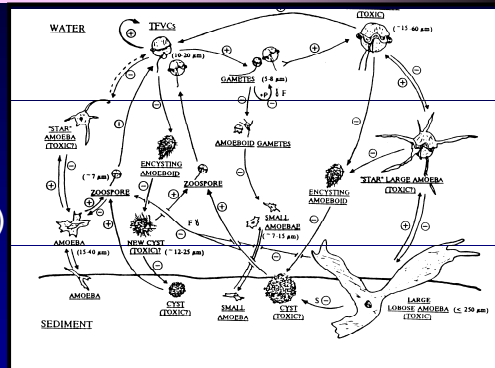 (TOXIC)
WATER
TFVCs
(~15-60 µm)
(10-20 µm)
GAMETES (5-8 µm)
+P F
"STAR"
AMOEBA
(TOXIC?)
AMOEBOID GAMETES
ENCYSTING
AMOEBOID
(~7 µm)
ZOOSPORE
ZOOSPORE
ENCYSTING
AMOEBOID
"STAR" LARGE AMOEBA
(TOXIC?)
SMALL
AMOEBAE
(~7-15 µm)
AMOEBA
(15-40 µm)
NEW CYST
(TOXIC)? (~12-25 µm)
AMOEBA
CYST
(TOXIC?)
SMALL
AMOEBA
CYST
(TOXIC?)
S
LARGE
LOBOSE AMOEBA (≤ 250 µm)
(TOXIC)
SEDIMENT